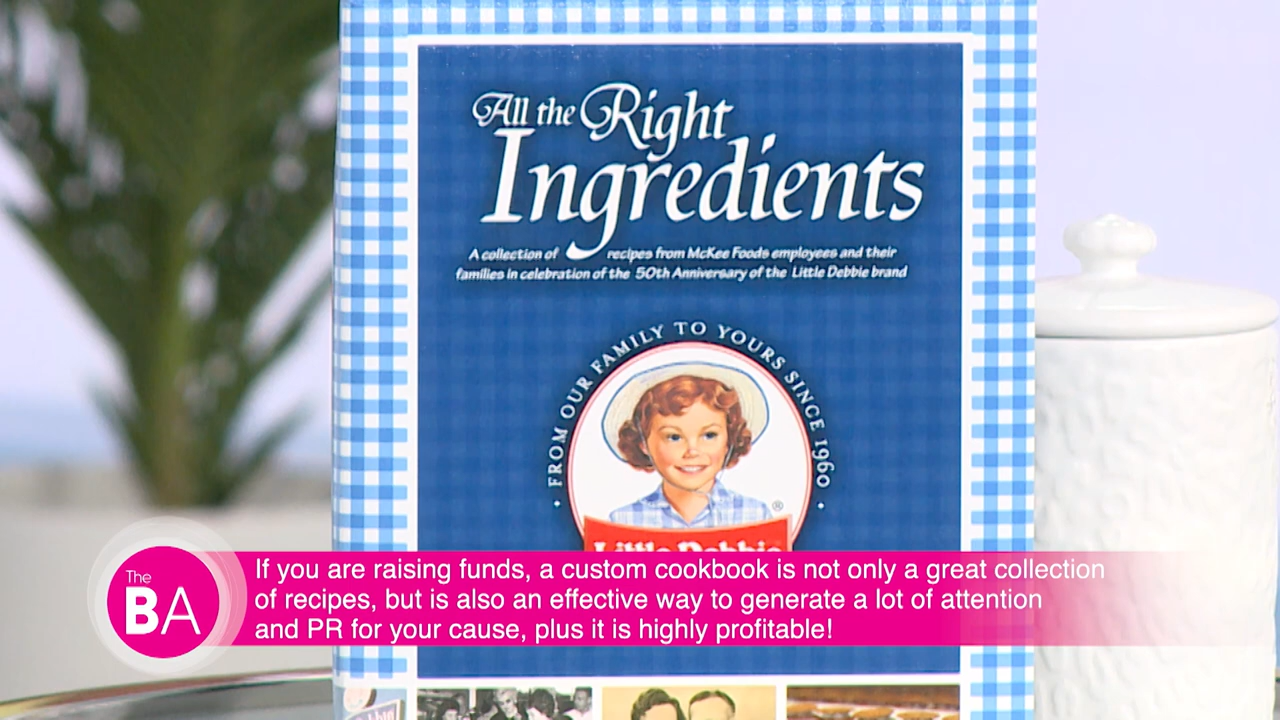 All the Right
Ingredients
A collection of recipes from McKee Foods employees and their
families in celebration of the 50th Anniversary of the Little Debbie brand
• FROM OUR FAMILY TO YOURS SINCE 1960 •
®
Little Debbie
The
BA
If you are raising funds, a custom cookbook is not only a great collection
of recipes, but is also an effective way to generate a lot of attention
and PR for your cause, plus it is highly profitable!